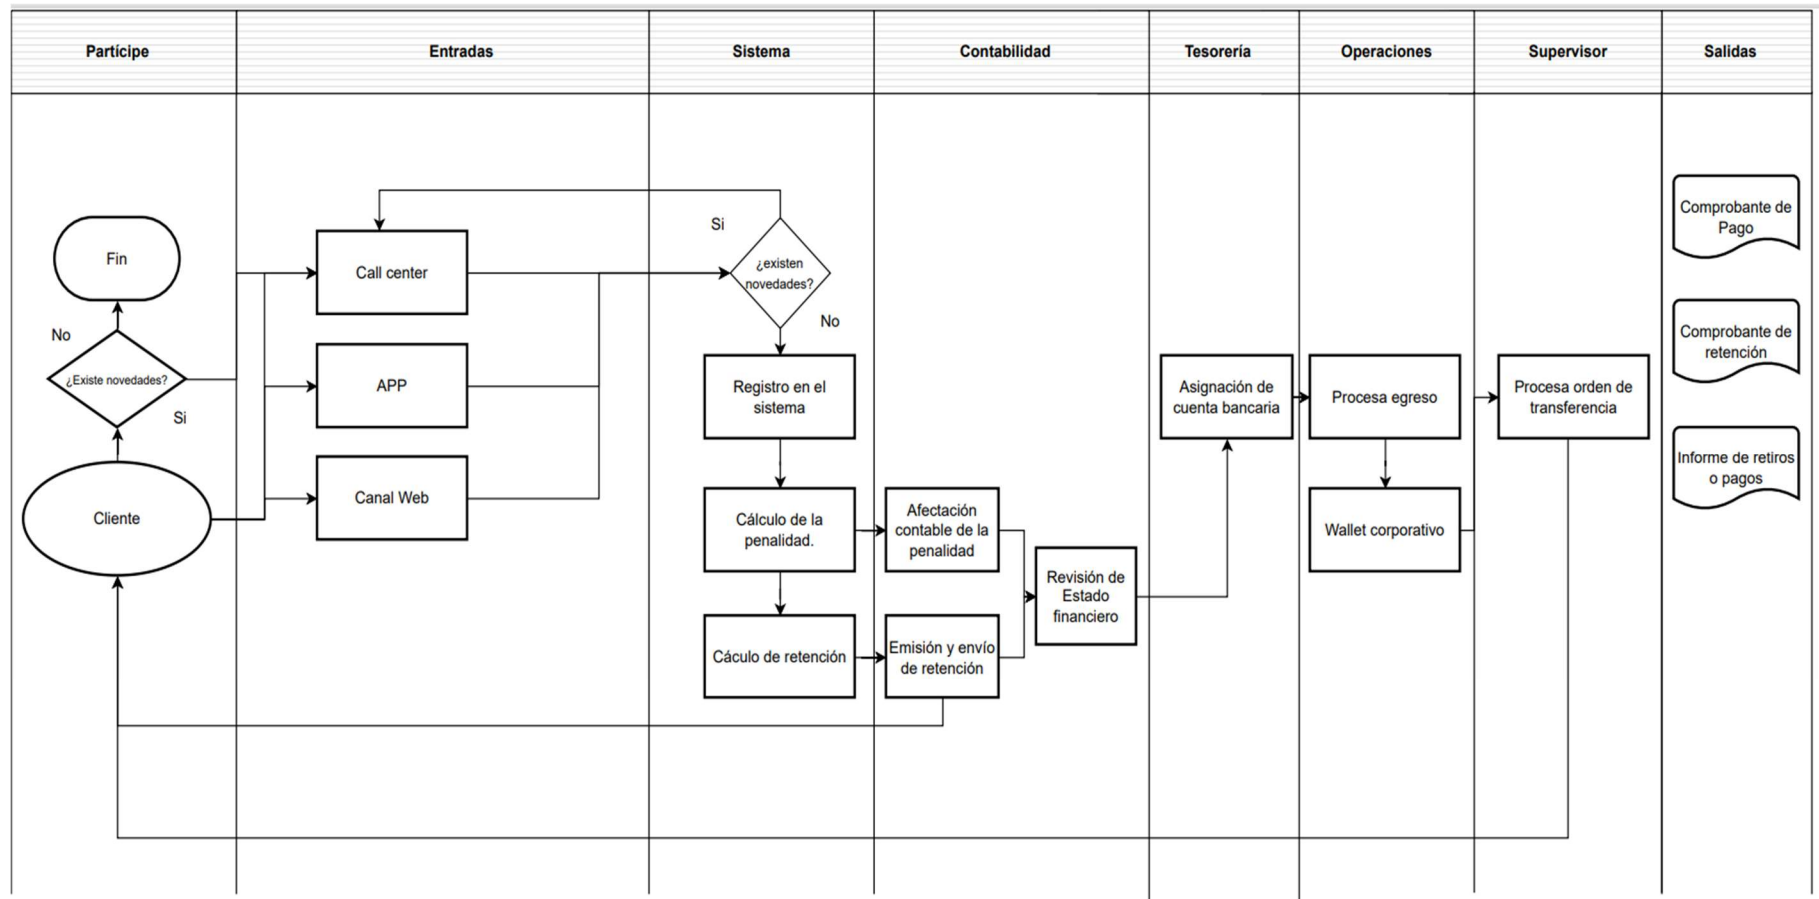 Partícipe
Entradas
Sistema
Contabilidad
Tesorería
Operaciones
Supervisor
Salidas
Fin
No
¿Existe novedades?
Si
Cliente
Call center
APP
Canal Web
Si
¿existen
novedades?
No
Registro en el
sistema
Cálculo de la
penalidad.
Cáculo de retención
Afectación
contable de la
penalidad
Emisión y envío
de retención
Revisión de
Estado
financiero
Asignación de
cuenta bancaria
Procesa egreso
Wallet corporativo
Procesa orden de
transferencia
Comprobante de
Pago
Comprobante de
retención
Informe de retiros
o pagos